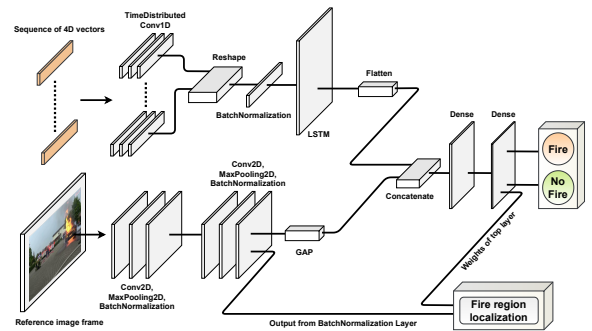 Sequence of 4D vectors
TimeDistributed
Conv1D
Reshape
BatchNormalization
LSTM
Flatten
Dense
Dense
Fire
No
Fire
Concatenate
Conv2D,
MaxPooling2D,
BatchNormalization
GAP
Conv2D,
MaxPooling2D,
BatchNormalization
Reference image frame
Weights of top layer
Output from BatchNormalization Layer
Fire region
localization